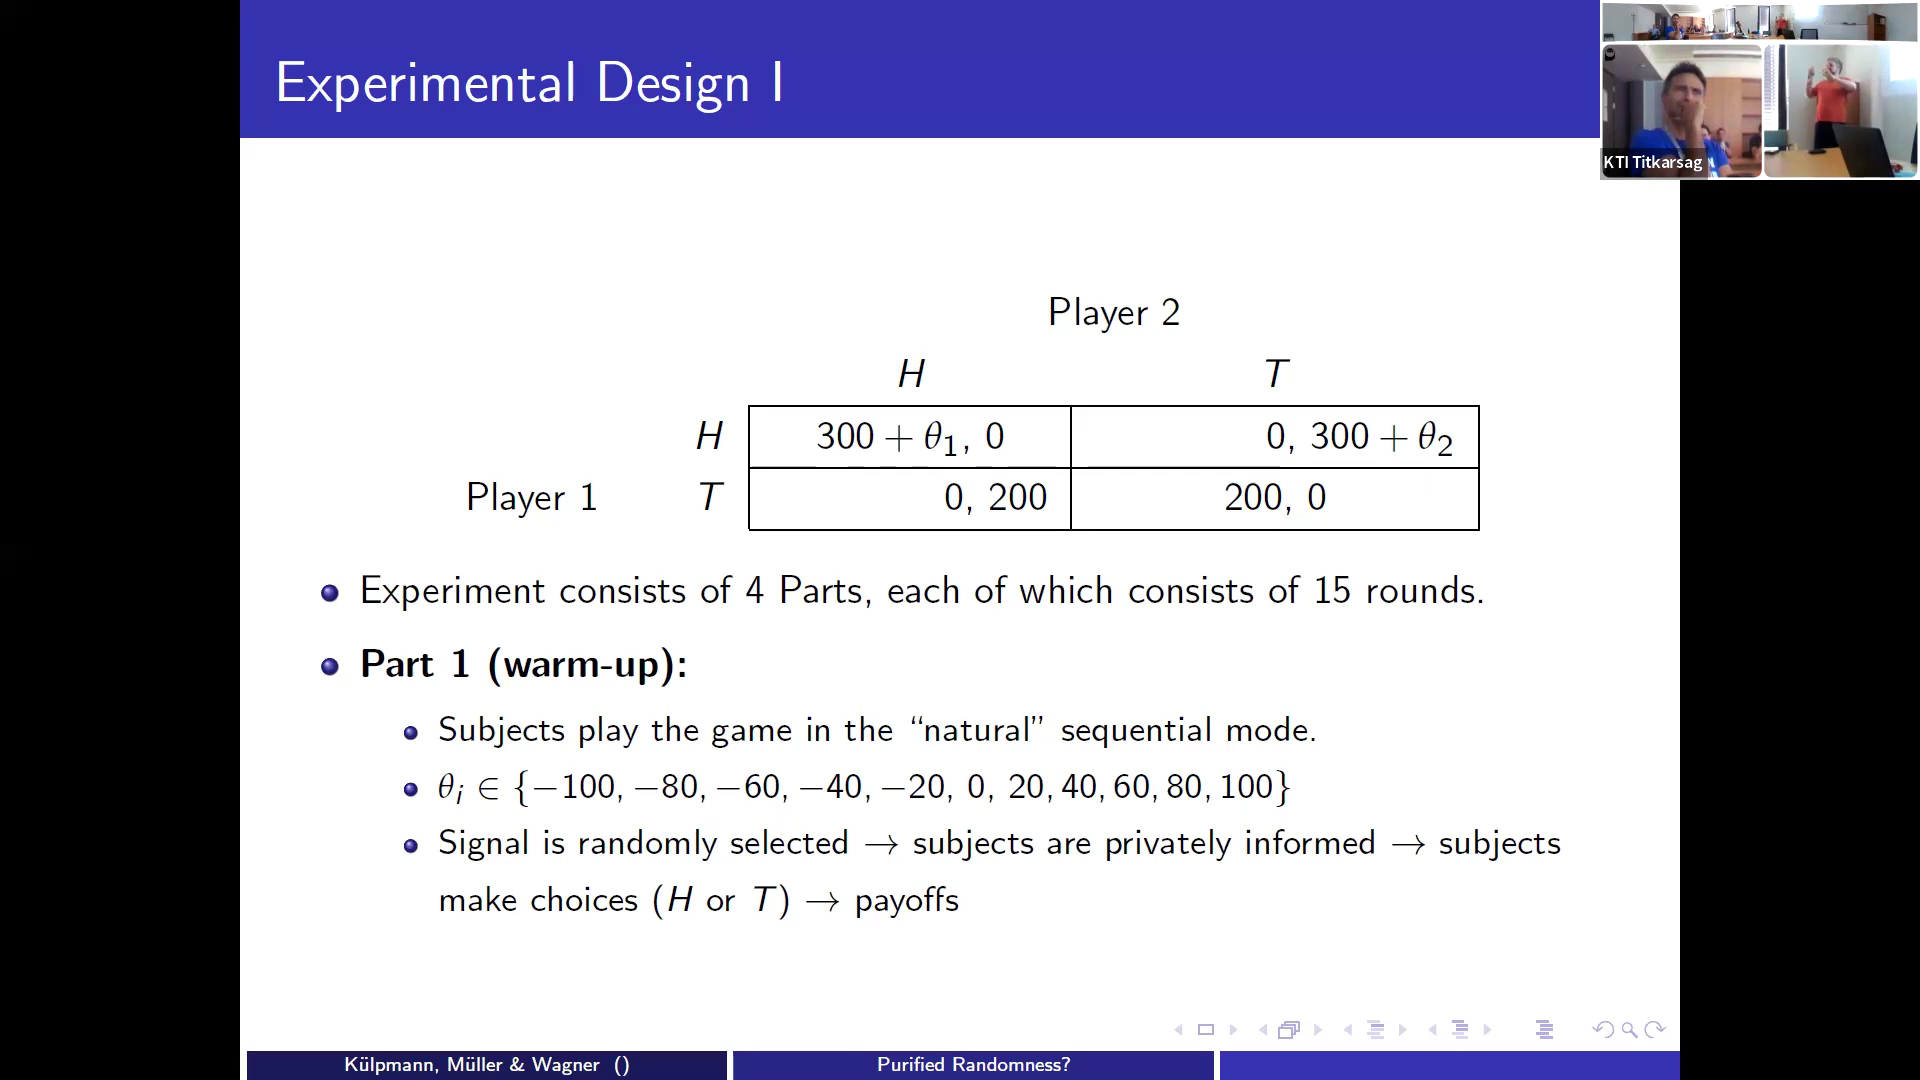 Experimental Design I
KTI Titkarsag
Player 2
H T
H 300 + θ₁, 0 0, 300 + θ₂
Player 1 T 0, 200 200, 0
Experiment consists of 4 Parts, each of which consists of 15 rounds.
Part 1 (warm-up):
Subjects play the game in the “natural” sequential mode.
θᵢ ∈ {−100, −80, −60, −40, −20, 0, 20, 40, 60, 80, 100}
Signal is randomly selected → subjects are privately informed → subjects
make choices (H or T) → payoffs
Külpmann, Müller & Wagner () Purified Randomness?